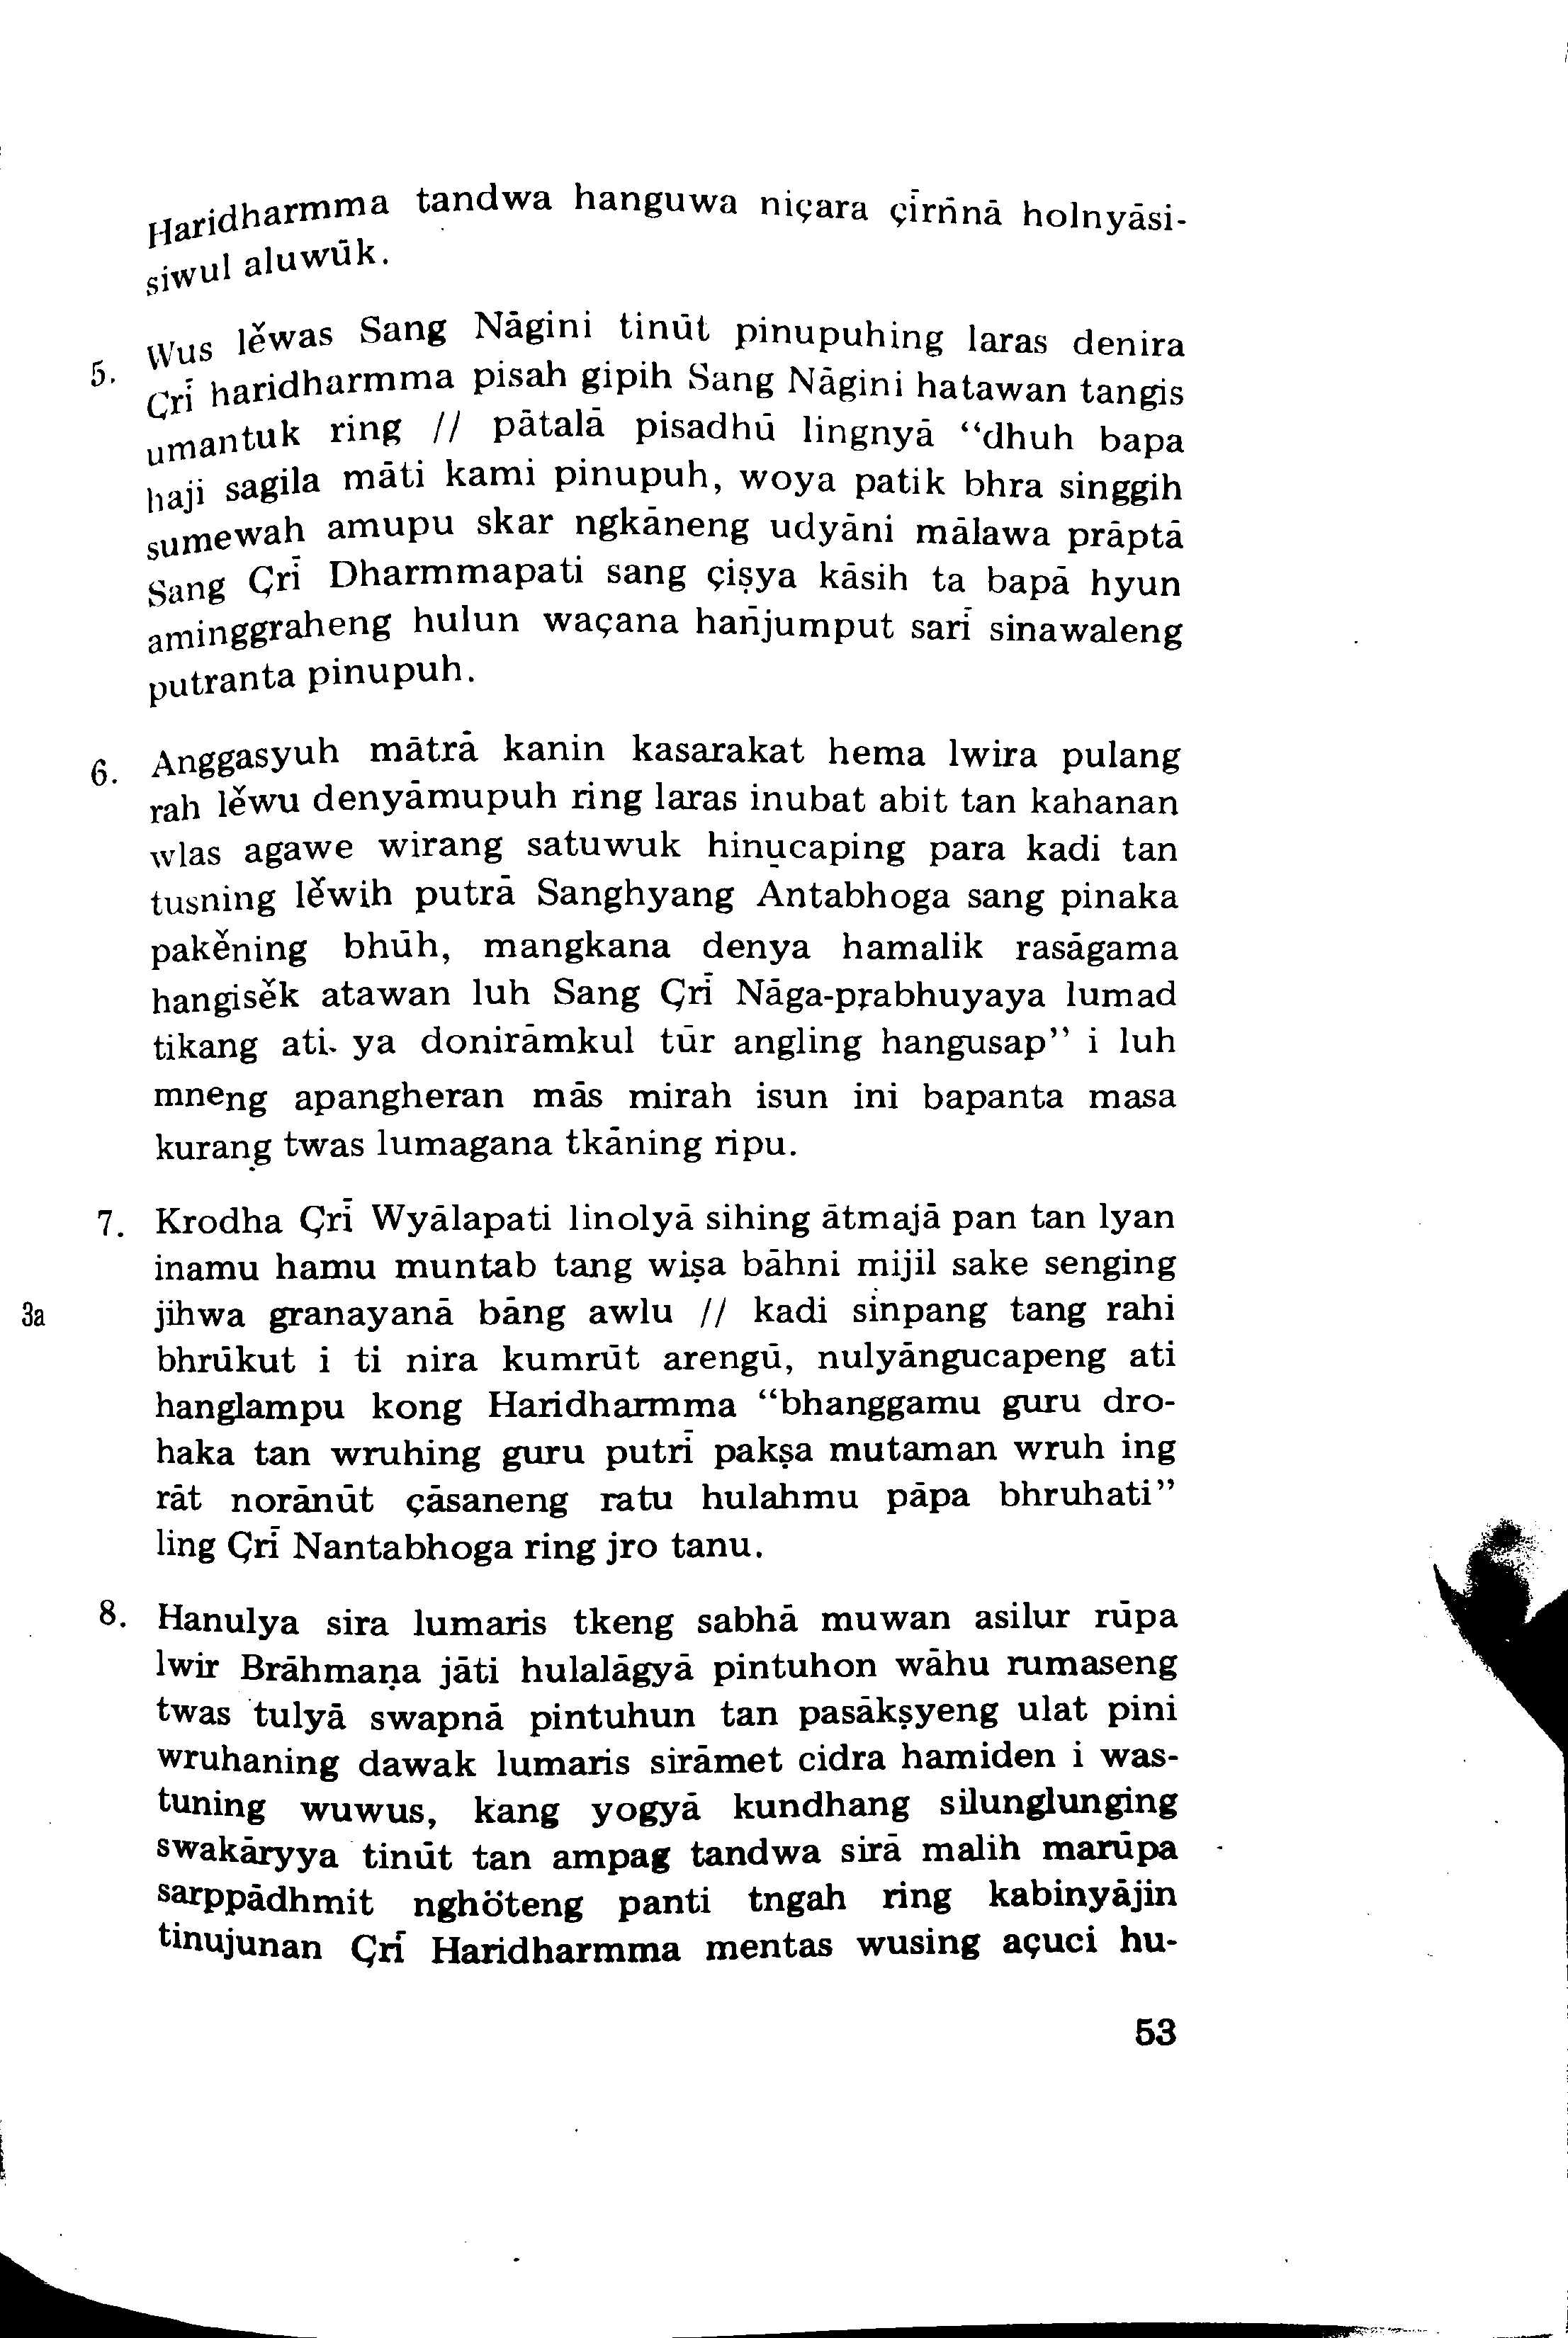 Haridharmma tandwa hanguwa niçara çīrñnā holnyāsi-
siwul aluwūk.
5. Wus lĕwas Sang Nāgini tinūt pinupuhing laras denira
Çrī haridharmma pisah gipih Sang Nāgini hatawan tangis
umantuk ring // pātalā pisadhū lingnyā “dhuh bapa
haji sagila māti kami pinupuh, woya patik bhra singgih
sumewah amupu skar ngkāneng udyāni mālawa prāptā
Sang Çrī Dharmmapati sang çiṣya kāsih ta bapā hyun
aminggraheng hulun waçana hañjumput sarī sinawaleng
putranta pinupuh.
6. Anggasyuh mātrā kanin kasarakat hema lwira pulang
rah lĕwu denyāmupuh ring laras inubat abit tan kahanan
wlas agawe wirang satuwuk hinụcaping para kadi tan
tusning lĕwih putrā Sanghyang Āntabhoga sang pinaka
pakĕning bhūh, mangkana denya hamalik rasāgama
hangisĕk atawan luh Sang Çrī Nāga-pṛabhuyaya lumad
tikang ati- ya donirāmkul tūr angling hangusap” i luh
mneng apangheran mās mirah isun ini bapanta masa
kurang twas lumagana tkāning ripu.
7. Krodha Çrī Wyālapati linolyā sihing ātmajā pan tan lyan
inamu hamu muntab tang wiṣa bāhni mijil sake senging
3a jihwa granayanā bāng awlu // kadi sinpang tang rahi
bhrūkut i ti nira kumrūt arengū, nulyāngucapeng ati
hanglampu kong Haridharmma “bhanggamu guru dro-
haka tan wruhing guru putrī pakṣa mutaman wruh ing
rāt norānūt çāsaneng ratu hulahmu pāpa bhruhati”
ling Çrī Nantabhoga ring jro tanu.
8. Hanulya sira lumaris tkeng sabhā muwan asilur rūpa
lwir Brāhmaṇa jāti hulalāgyā pintuhon wāhu rumaseng
twas tulyā swapnā pintuhun tan pasākṣyeng ulat pini
wruhaning dawak lumaris sirāmet cidra hamiden i was-
tuning wuwus, kang yogyā kundhang silunglunging
swakāryya tinūt tan ampag tandwa sirā malih marūpa
sarppādhmit nghöteng panti tngah ring kabinyājin
tinujunan Çrī Haridharmma mentas wusing açuci hu-
53